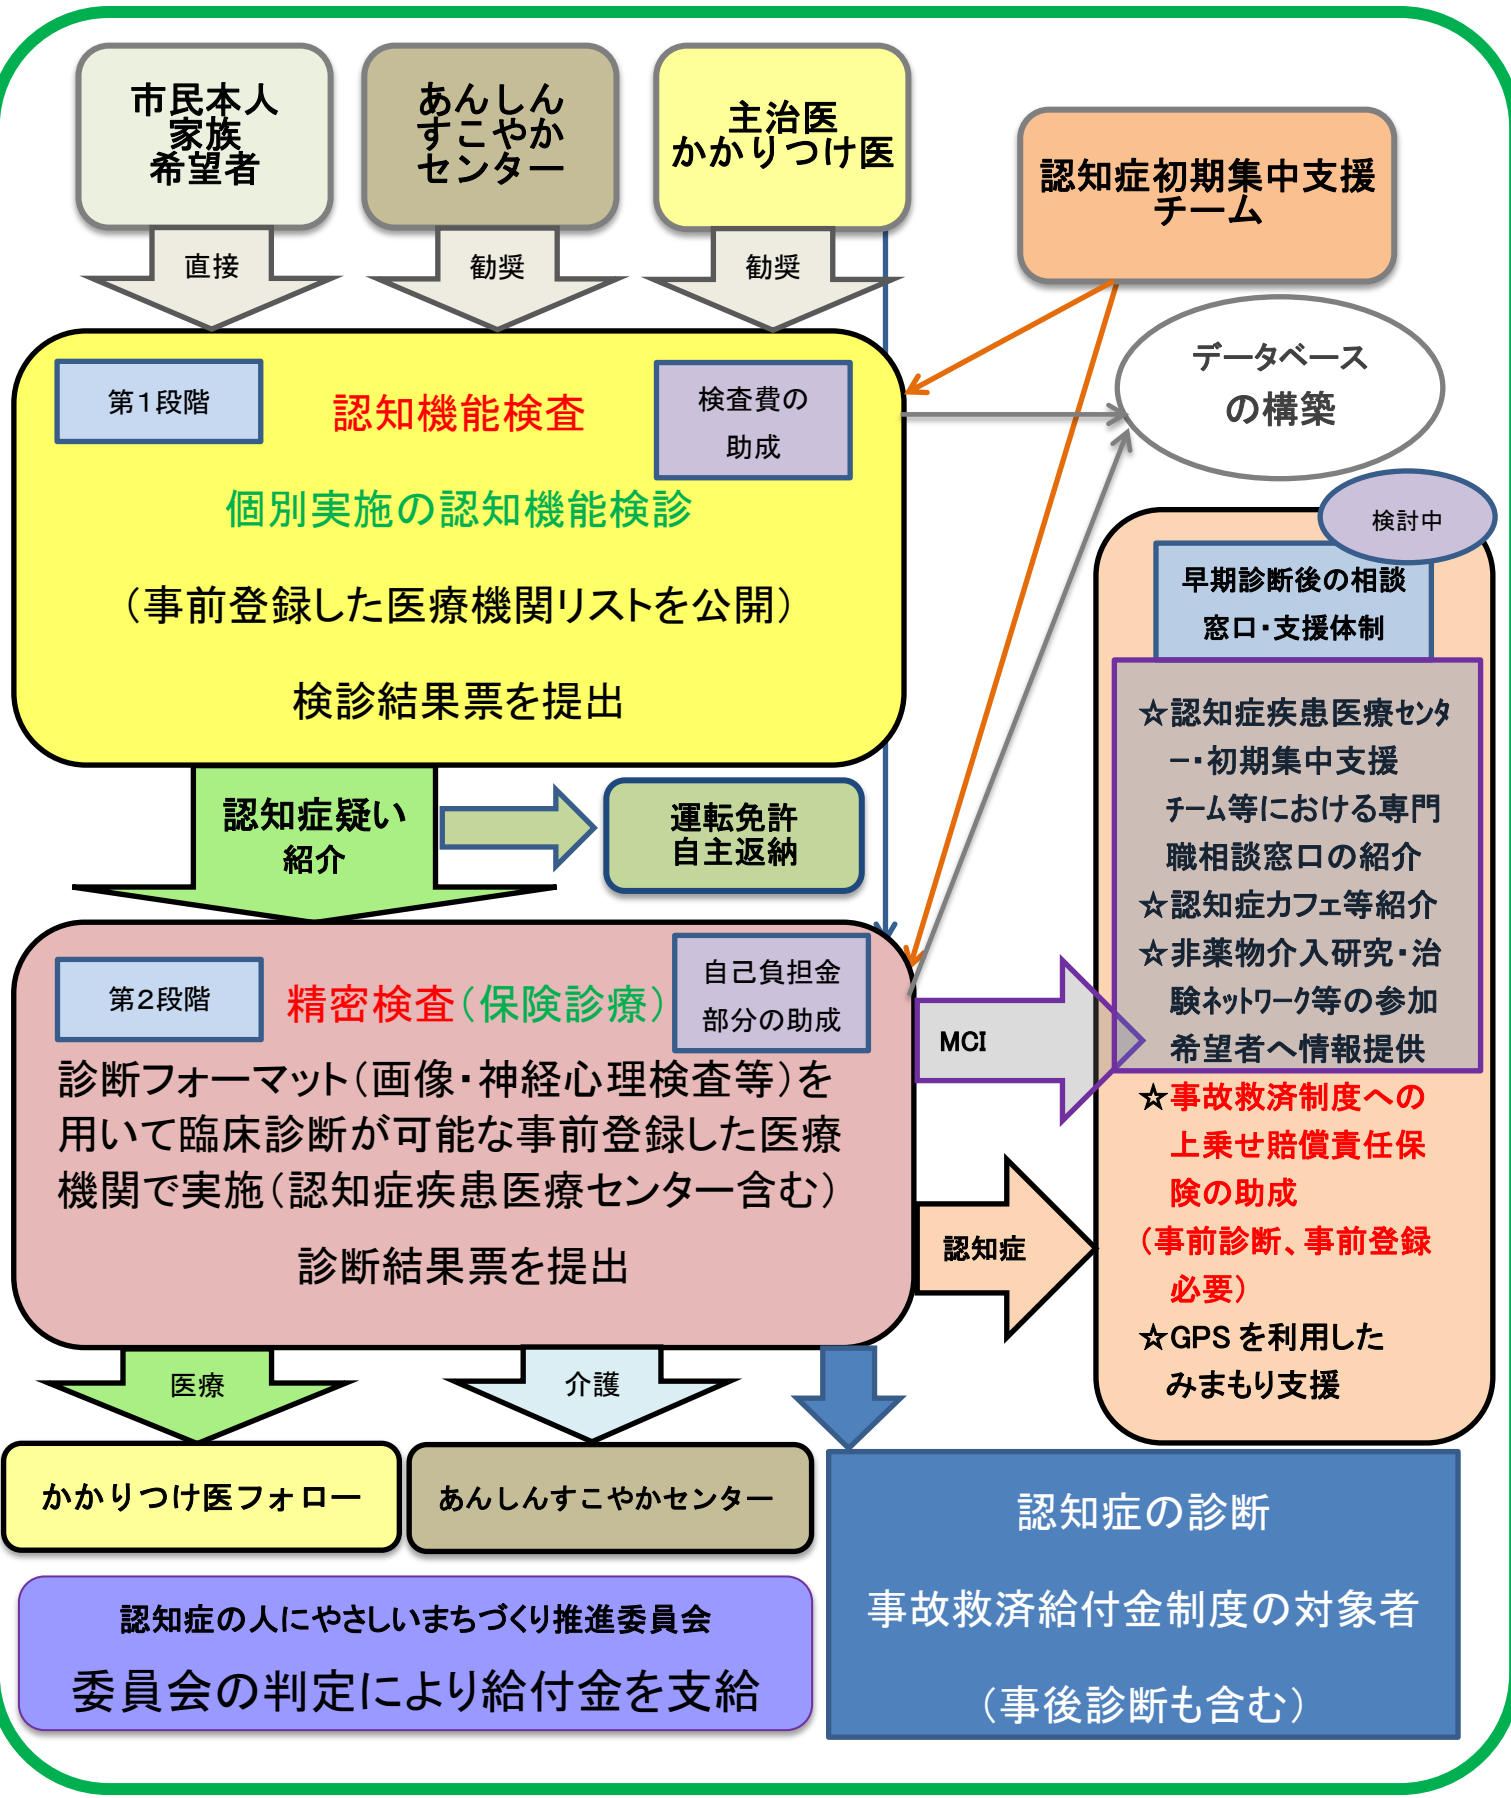 市民本人
家族
希望者
あんしん
すこやか
センター
主治医
かかりつけ医
認知症初期集中支援
チーム
直接
勧奨
勧奨
データベース
の構築
第1段階
認知機能検査
検査費の
助成
個別実施の認知機能検診
（事前登録した医療機関リストを公開）
検診結果票を提出
検討中
早期診断後の相談
窓口・支援体制
☆認知症疾患医療センタ
ー・初期集中支援
チーム等における専門
職相談窓口の紹介
☆認知症カフェ等紹介
☆非薬物介入研究・治
験ネットワーク等の参加
希望者へ情報提供
☆事故救済制度への
上乗せ賠償責任保
険の助成
（事前診断、事前登録
必要）
☆GPSを利用した
みまもり支援
認知症疑い
紹介
運転免許
自主返納
第2段階
精密検査（保険診療）
自己負担金
部分の助成
診断フォーマット（画像・神経心理検査等）を
用いて臨床診断が可能な事前登録した医療
機関で実施（認知症疾患医療センター含む）
診断結果票を提出
MCI
認知症
医療
介護
かかりつけ医フォロー
あんしんすこやかセンター
認知症の診断
事故救済給付金制度の対象者
（事後診断も含む）
認知症の人にやさしいまちづくり推進委員会
委員会の判定により給付金を支給